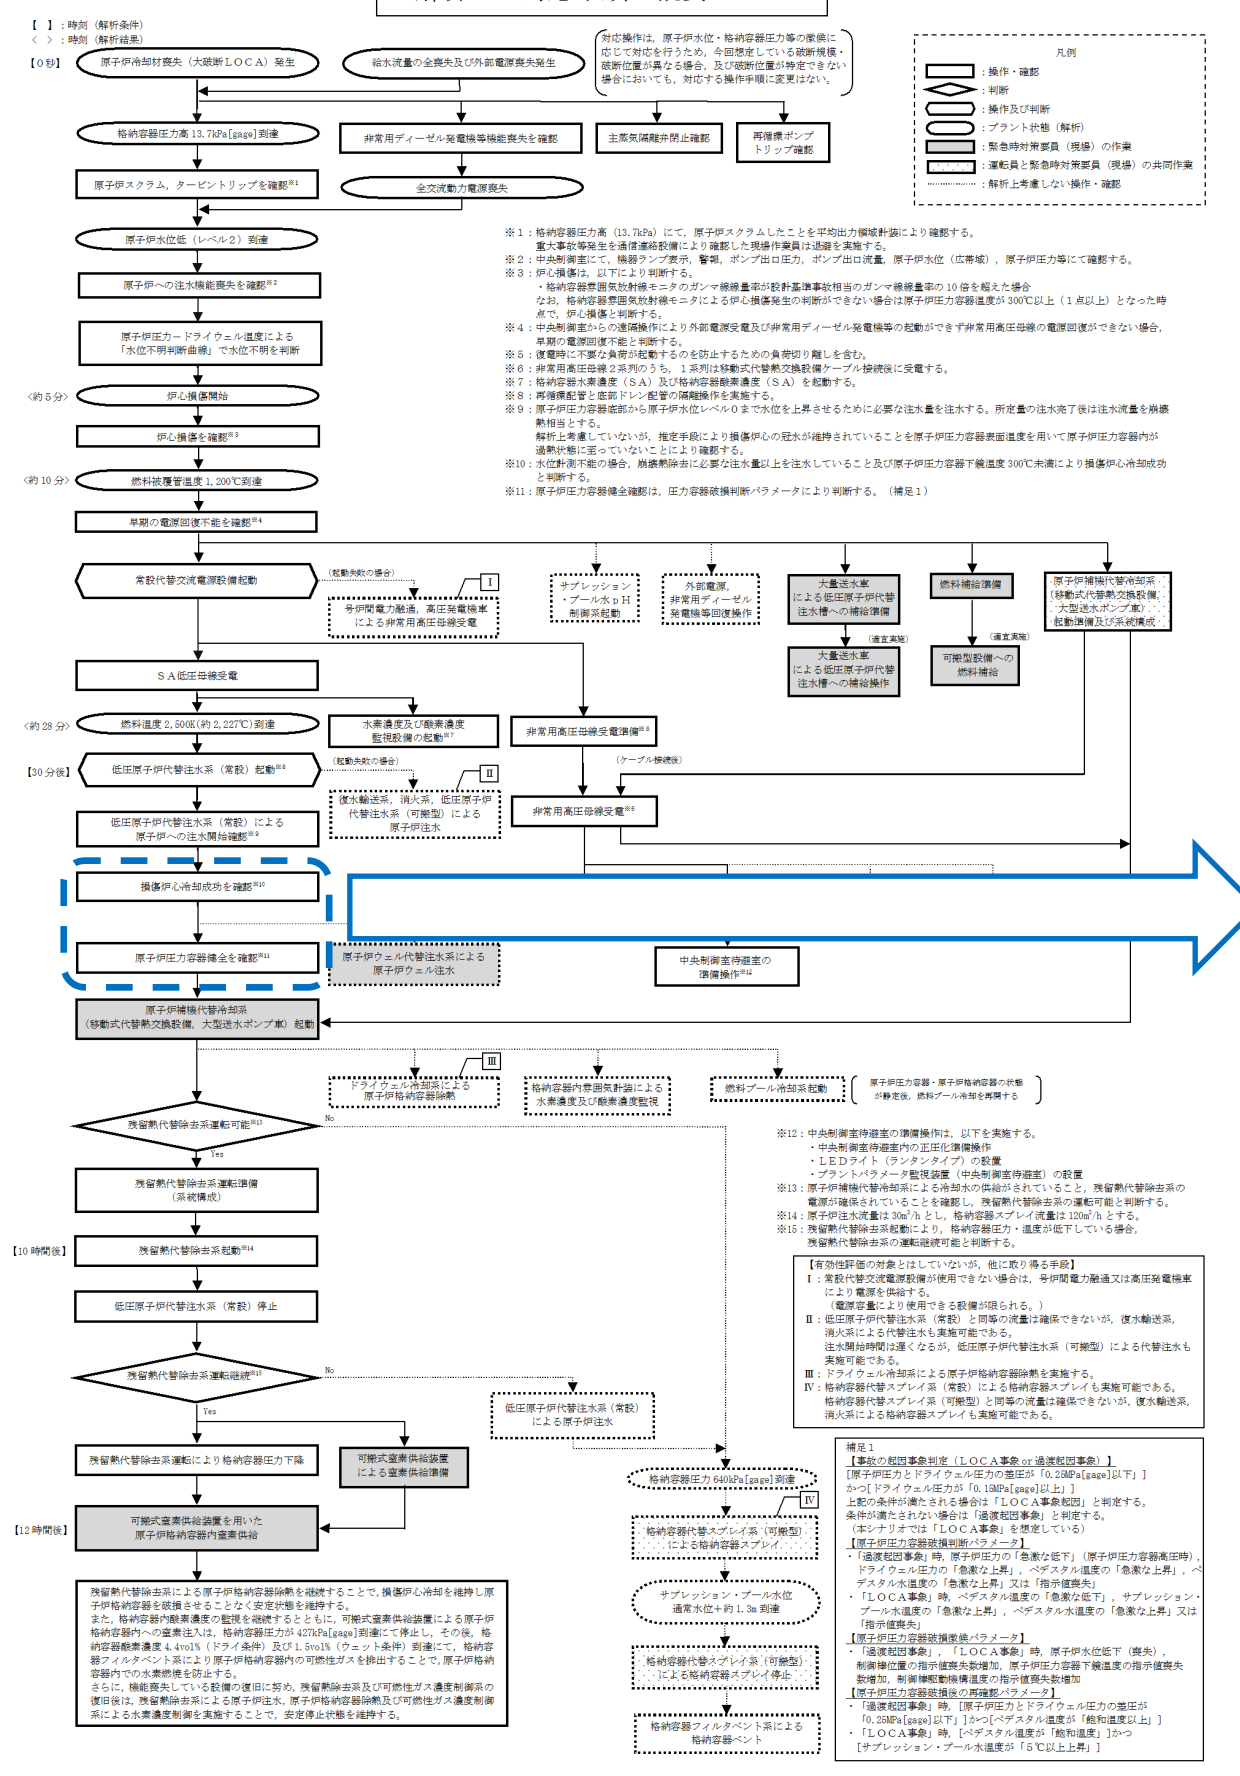 【　】：時刻（解析条件）
〈　〉：時刻（解析結果）
【0秒】
原子炉冷却材喪失（大破断ＬＯＣＡ）発生
給水流量の全喪失及び外部電源喪失発生
対応操作は，原子炉水位・格納容器圧力等の徴候に
応じて対応を行うため，今回想定している破断規模・
破断位置が異なる場合，及び破断位置が特定できない
場合においても，対応する操作手順に変更はない。
凡例
：操作・確認
：判断
：操作及び判断
：プラント状態（解析）
：緊急時対策要員（現場）の作業
：運転員と緊急時対策要員（現場）の共同作業
：解析上考慮しない操作・確認
格納容器圧力高 13.7kPa[gage]到達
非常用ディーゼル発電機等機能喪失を確認
主蒸気隔離弁閉止確認
再循環ポンプ
トリップ確認
原子炉スクラム，タービントリップを確認※1
全交流動力電源喪失
原子炉水位低（レベル２）到達
原子炉への注水機能喪失を確認※2
原子炉圧力－ドライウェル温度による
「水位不明判断曲線」で水位不明を判断
〈約5分〉
炉心損傷開始
炉心損傷を確認※3
〈約10分〉
燃料被覆管温度 1,200℃到達
早期の電源回復不能を確認※4
※１：格納容器圧力高（13.7kPa）にて，原子炉スクラムしたことを平均出力領域計装により確認する。
重大事故等発生を通信連絡設備により確認した現場作業員は退避を実施する。
※２：中央制御室にて，機器ランプ表示，警報，ポンプ出口圧力，ポンプ出口流量，原子炉水位（広帯域），原子炉圧力等にて確認する。
※３：炉心損傷は，以下により判断する。
・格納容器雰囲気放射線モニタのガンマ線線量率が設計基準事故相当のガンマ線線量率の10倍を超えた場合
なお，格納容器雰囲気放射線モニタによる炉心損傷発生の判断ができない場合は原子炉圧力容器温度が300℃以上（１点以上）となった時
点で，炉心損傷と判断する。
※４：中央制御室からの遠隔操作により外部電源受電及び非常用ディーゼル発電機等の起動ができず非常用高圧母線の電源回復ができない場合，
早期の電源回復不能と判断する。
※５：復電時に不要な負荷が起動するのを防止するための負荷切り離しを含む。
※６：非常用高圧母線２系列のうち，１系列は移動式代替熱交換設備ケーブル接続後に受電する。
※７：格納容器水素濃度（ＳＡ）及び格納容器酸素濃度（ＳＡ）を起動する。
※８：再循環配管と底部ドレン配管の隔離操作を実施する。
※９：原子炉圧力容器底部から原子炉水位レベル０まで水位を上昇させるために必要な注水量を注水する。所定量の注水完了後は注水流量を崩壊
熱相当とする。
解析上考慮していないが，推定手段により損傷炉心の冠水が維持されていることを原子炉圧力容器表面温度を用いて原子炉圧力容器内が
過熱状態に至っていないことにより確認する。
※10：水位計測不能の場合，崩壊熱除去に必要な注水量以上を注水していること及び原子炉圧力容器下鏡温度300℃未満により損傷炉心冷却成功
と判断する。
※11：原子炉圧力容器健全確認は，圧力容器破損判断パラメータにより判断する。（補足１）
常設代替交流電源設備起動
（起動失敗の場合）
Ⅰ
号炉間電力融通，高圧発電機車
による非常用高圧母線受電
サプレッション
・プール水ｐＨ
制御系起動
外部電源，
非常用ディーゼル
発電機等回復操作
大量送水車
による低圧原子炉代替
注水槽への補給準備
燃料補給準備
原子炉補機代替冷却系
（移動式代替熱交換設備，
大型送水ポンプ車）
起動準備及び系統構成
（適宜実施）
（適宜実施）
大量送水車
による低圧原子炉代替
注水槽への補給操作
可搬型設備への
燃料補給
ＳＡ低圧母線受電
〈約28分〉
燃料温度 2,500K(約 2,227℃)到達
水素濃度及び酸素濃度
監視設備の起動※7
非常用高圧母線受電準備※5
（ケーブル接続後）
【30分後】
低圧原子炉代替注水系（常設）起動※8
（起動失敗の場合）
Ⅱ
復水輸送系，消火系，低圧原子炉
代替注水系（可搬型）による
原子炉注水
非常用高圧母線受電※6
低圧原子炉代替注水系（常設）による
原子炉への注水開始確認※9
損傷炉心冷却成功を確認※10
原子炉圧力容器健全を確認※11
原子炉ウェル代替注水系による
原子炉ウェル注水
中央制御室待避室の
準備操作※12
原子炉補機代替冷却系
（移動式代替熱交換設備，大型送水ポンプ車）起動
Ⅲ
ドライウェル冷却系による
原子炉格納容器除熱
格納容器内雰囲気計装による
水素濃度及び酸素濃度監視
燃料プール冷却系起動
原子炉圧力容器・原子炉格納容器の状態
が静定後，燃料プール冷却を再開する
残留熱代替除去系運転可能※13
No
Yes
残留熱代替除去系運転準備
（系統構成）
※12：中央制御室待避室の準備操作は，以下を実施する。
・中央制御室待避室内の正圧化準備操作
・ＬＥＤライト（ランタンタイプ）の設置
・プラントパラメータ監視装置（中央制御室待避室）の設置
※13：原子炉補機代替冷却系による冷却水の供給がされていること，残留熱代替除去系の
電源が確保されていることを確認し，残留熱代替除去系の運転可能と判断する。
※14：原子炉注水流量は30m³/hとし，格納容器スプレイ流量は120m³/hとする。
※15：残留熱代替除去系起動により，格納容器圧力・温度が低下している場合，
残留熱代替除去系の運転継続可能と判断する。
【10時間後】
残留熱代替除去系起動※14
低圧原子炉代替注水系（常設）停止
【有効性評価の対象とはしていないが，他に取り得る手段】
Ⅰ：常設代替交流電源設備が使用できない場合は，号炉間電力融通又は高圧発電機車
により電源を供給する。
（電源容量により使用できる設備が限られる。）
Ⅱ：低圧原子炉代替注水系（常設）と同等の流量は確保できないが，復水輸送系，
消火系による代替注水も実施可能である。
注水開始時間は遅くなるが，低圧原子炉代替注水系（可搬型）による代替注水も
実施可能である。
Ⅲ：ドライウェル冷却系による原子炉格納容器除熱を実施する。
Ⅳ：格納容器代替スプレイ系（常設）による格納容器スプレイも実施可能である。
格納容器代替スプレイ系（可搬型）と同等の流量は確保できないが，復水輸送系，
消火系による格納容器スプレイも実施可能である。
残留熱代替除去系運転継続※15
No
Yes
低圧原子炉代替注水系（常設）
による原子炉注水
残留熱代替除去系運転により格納容器圧力下降
可搬式窒素供給装置
による窒素供給準備
格納容器圧力 640kPa[gage]到達
Ⅳ
【12時間後】
可搬式窒素供給装置を用いた
原子炉格納容器内窒素供給
格納容器代替スプレイ系（可搬型）
による格納容器スプレイ
サプレッション・プール水位
通常水位＋約1.3m到達
格納容器代替スプレイ系（可搬型）
による格納容器スプレイ停止
格納容器フィルタベント系による
格納容器ベント
残留熱代替除去系による原子炉格納容器除熱を継続することで，損傷炉心冷却を維持し原
子炉格納容器を破損させることなく安定状態を維持する。
また，格納容器内酸素濃度の監視を継続するとともに，可搬式窒素供給装置による原子炉
格納容器内への窒素注入は，格納容器圧力が427kPa[gage]到達にて停止し，その後，格
納容器酸素濃度 4.4vol%（ドライ条件）及び 1.5vol%（ウェット条件）到達にて，格納容
器フィルタベント系により原子炉格納容器内の可燃性ガスを排出することで，原子炉格納
容器内での水素燃焼を防止する。
さらに，機能喪失している設備の復旧に努め，残留熱除去系及び可燃性ガス濃度制御系の
復旧後は，残留熱除去系による原子炉注水，原子炉格納容器除熱及び可燃性ガス濃度制御
系による水素濃度制御を実施することで，安定停止状態を維持する。
補足１
【事故の起因事象判定（ＬＯＣＡ事象 or 過渡起因事象）】
[原子炉圧力とドライウェル圧力の差圧が「0.25MPa[gage]以下」]
かつ[ドライウェル圧力が「0.15MPa[gage]以上」]
上記の条件が満たされる場合は「ＬＯＣＡ事象起因」と判定する。
条件が満たされない場合は「過渡起因事象」と判定する。
（本シナリオでは「ＬＯＣＡ事象」を想定している）
【原子炉圧力容器破損判断パラメータ】
・「過渡起因事象」時，原子炉圧力の「急激な低下」（原子炉圧力容器高圧時），
ドライウェル圧力の「急激な上昇」，ペデスタル温度の「急激な上昇」，ペ
デスタル水温度の「急激な上昇」又は「指示値喪失」
・「ＬＯＣＡ事象」時，ペデスタル温度の「急激な低下」，サプレッション・
プール水温度の「急激な上昇」，ペデスタル水温度の「急激な上昇」又は
「指示値喪失」
【原子炉圧力容器破損徴候パラメータ】
・「過渡起因事象」，「ＬＯＣＡ事象」時，原子炉水位低下（喪失），
制御棒位置の指示値喪失数増加，原子炉圧力容器下鏡温度の指示値喪失
数増加，制御棒駆動機構温度の指示値喪失数増加
【原子炉圧力容器破損後の再確認パラメータ】
・「過渡起因事象」時，[原子炉圧力とドライウェル圧力の差圧が
「0.25MPa[gage]以下」]かつ[ペデスタル温度が「飽和温度以上」]
・「ＬＯＣＡ事象」時，[ペデスタル温度が「飽和温度」]かつ
[サプレッション・プール水温度が「５℃以上上昇」]